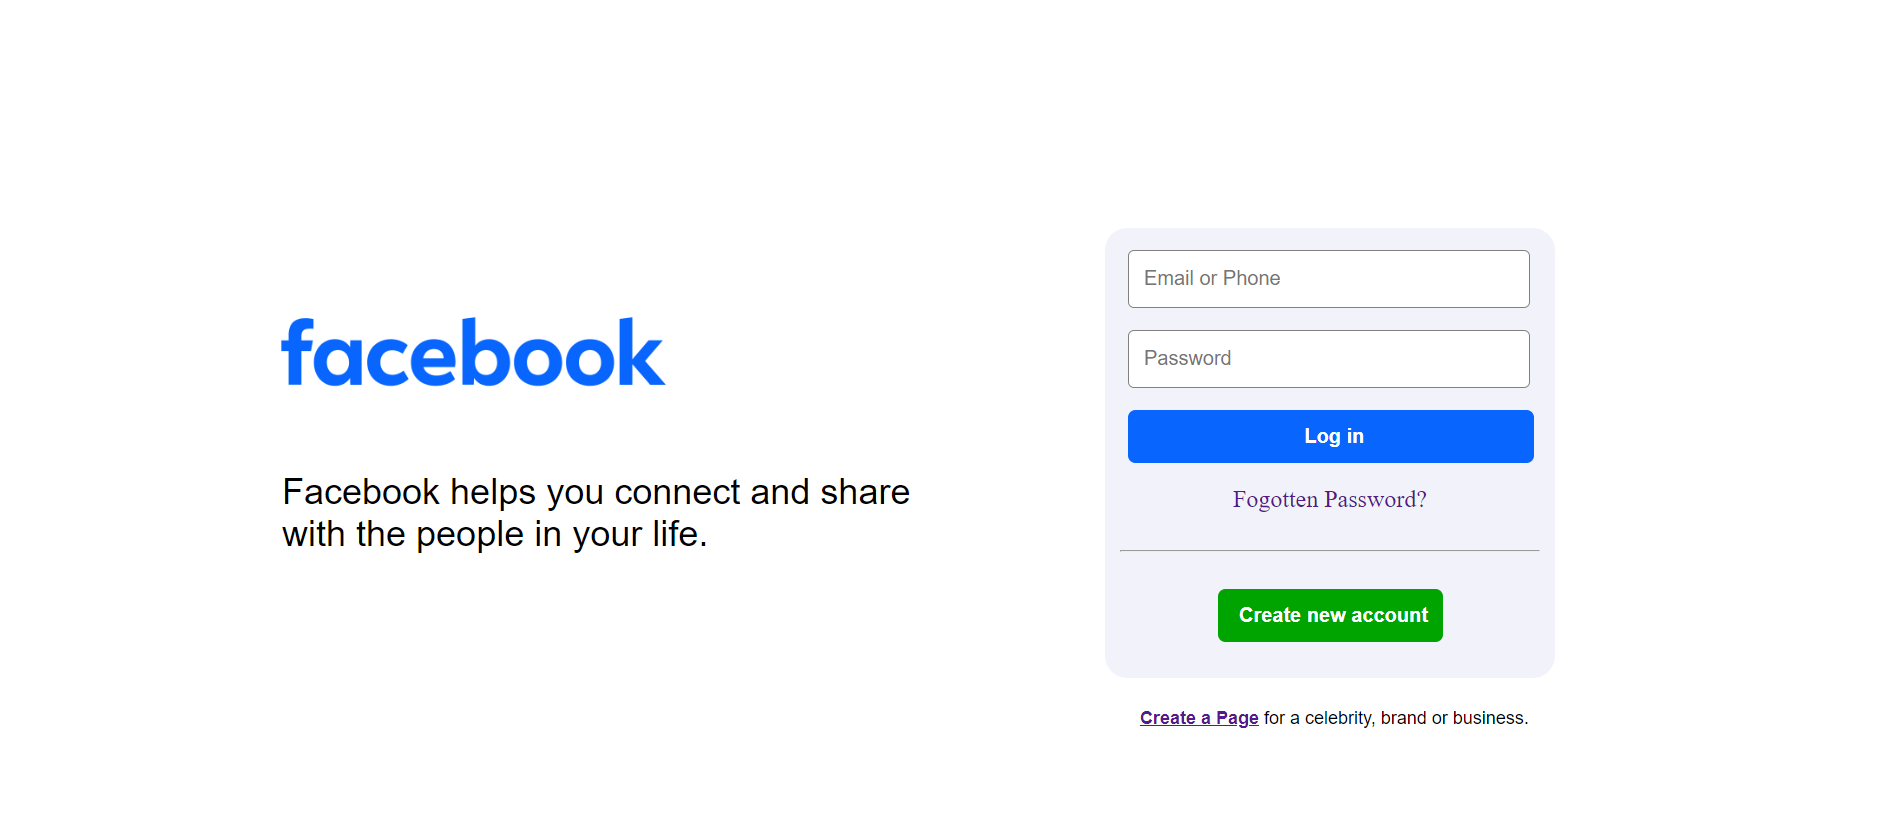 facebook
Facebook helps you connect and share
with the people in your life.
Email or Phone
Password
Log in
Fogotten Password?
Create new account
Create a Page for a celebrity, brand or business.